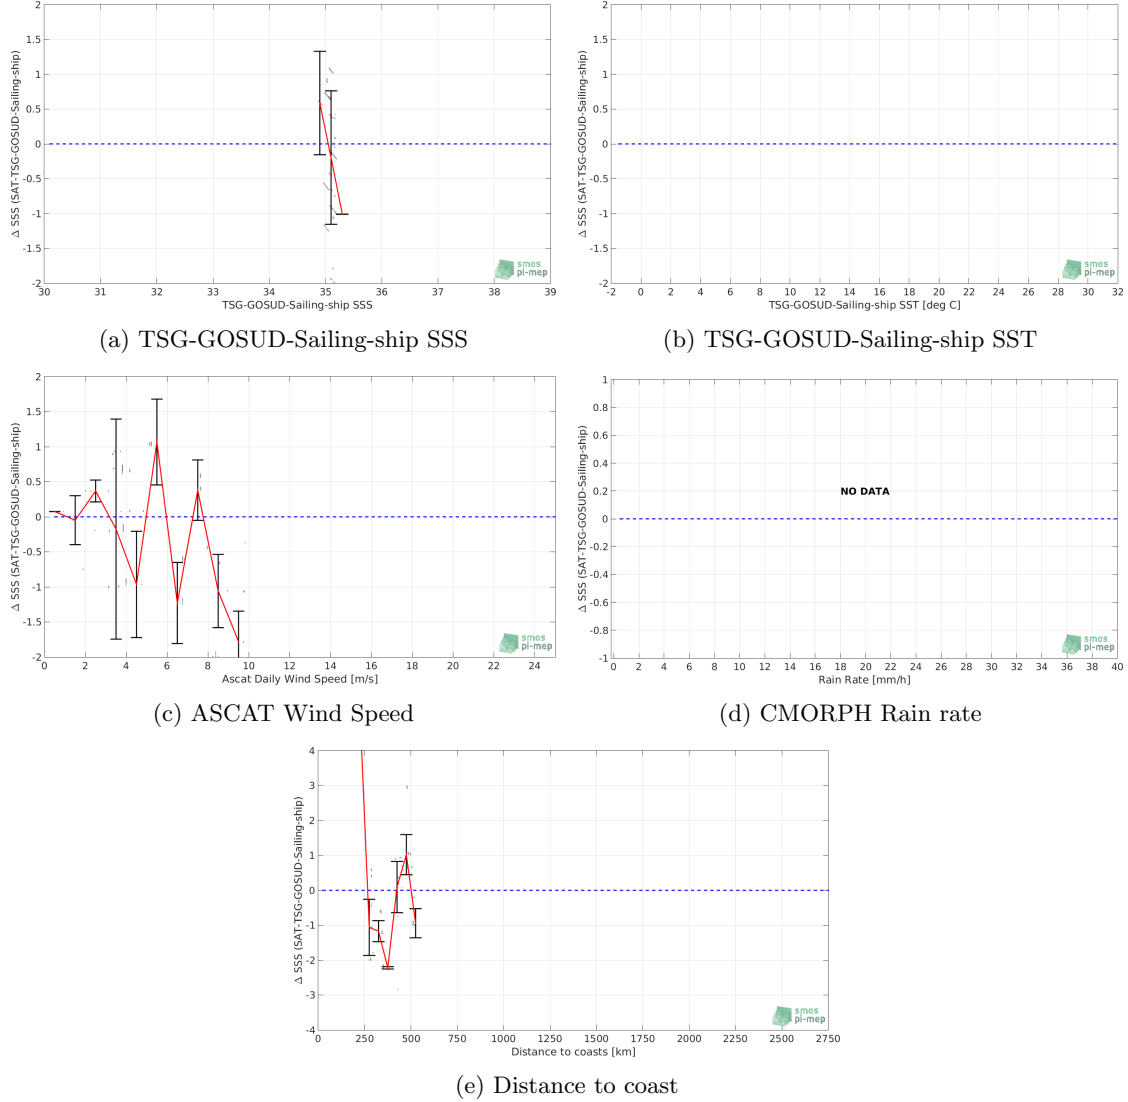 2
1.5
1
0.5
0
-0.5
-1
-1.5
-2
Δ SSS (SAT-TSG-GOSUD-Sailing-ship)
30 31 32 33 34 35 36 37 38 39
TSG-GOSUD-Sailing-ship SSS
smos
pi-mep
(a) TSG-GOSUD-Sailing-ship SSS
2
1.5
1
0.5
0
-0.5
-1
-1.5
-2
Δ SSS (SAT-TSG-GOSUD-Sailing-ship)
-2 0 2 4 6 8 10 12 14 16 18 20 22 24 26 28 30 32
TSG-GOSUD-Sailing-ship SST [deg C]
smos
pi-mep
(b) TSG-GOSUD-Sailing-ship SST
2
1.5
1
0.5
0
-0.5
-1
-1.5
-2
Δ SSS (SAT-TSG-GOSUD-Sailing-ship)
0 2 4 6 8 10 12 14 16 18 20 22 24
Ascat Daily Wind Speed [m/s]
smos
pi-mep
(c) ASCAT Wind Speed
1
0.8
0.6
0.4
0.2
0
-0.2
-0.4
-0.6
-0.8
-1
Δ SSS (SAT-TSG-GOSUD-Sailing-ship)
NO DATA
0 2 4 6 8 10 12 14 16 18 20 22 24 26 28 30 32 34 36 38 40
Rain Rate [mm/h]
smos
pi-mep
(d) CMORPH Rain rate
4
3
2
1
0
-1
-2
-3
-4
Δ SSS (SAT-TSG-GOSUD-Sailing-ship)
0 250 500 750 1000 1250 1500 1750 2000 2250 2500 2750
Distance to coasts [km]
smos
pi-mep
(e) Distance to coast